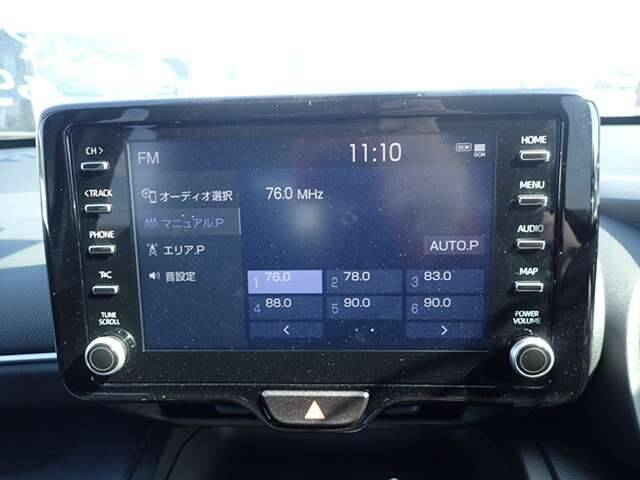 CH >
< TRACK
PHONE
T&C
TUNE
SCROLL
FM
11:10
DCM
DCM
オーディオ選択
マニュアル.P
エリア.P
音設定
76.0 MHz
AUTO.P
1 76.0
2 78.0
3 83.0
4 88.0
5 90.0
6 90.0
<
>
HOME
MENU
AUDIO
MAP
POWER
VOLUME